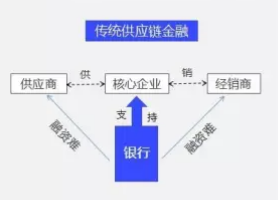 传统供应链金融
供 销
供应商 核心企业 经销商
支 持
融资难 融资难
银行